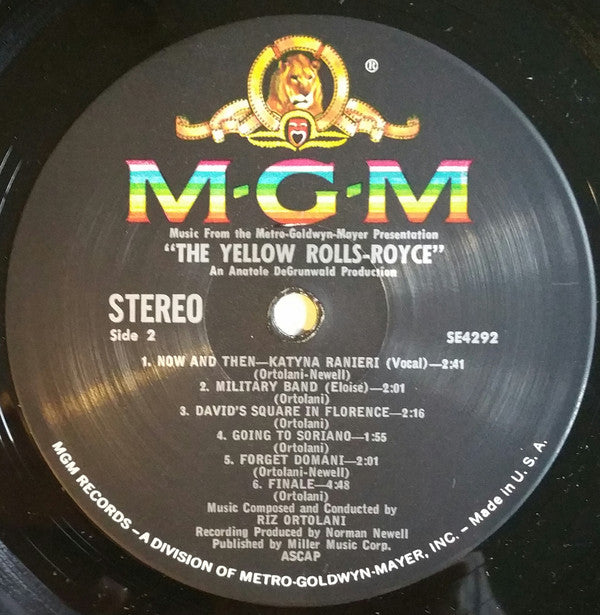 ®
M-G-M
Music From the Metro-Goldwyn-Mayer Presentation
"THE YELLOW ROLLS-ROYCE"
An Anatole DeGrunwald Production
STEREO
Side 2
SE4292
1. NOW AND THEN—KATYNA RANIERI (Vocal)—2:41
(Ortolani-Newell)
2. MILITARY BAND (Eloise)—2:01
(Ortolani)
3. DAVID'S SQUARE IN FLORENCE—2:16
(Ortolani)
4. GOING TO SORIANO—1:55
(Ortolani)
5. FORGET DOMANI—2:01
(Ortolani-Newell)
6. FINALE—4:48
(Ortolani)
Music Composed and Conducted by
RIZ ORTOLANI
Recording Produced by Norman Newell
Published by Miller Music Corp.
ASCAP
MGM RECORDS – A DIVISION OF METRO-GOLDWYN-MAYER, INC. – Made in U. S. A.